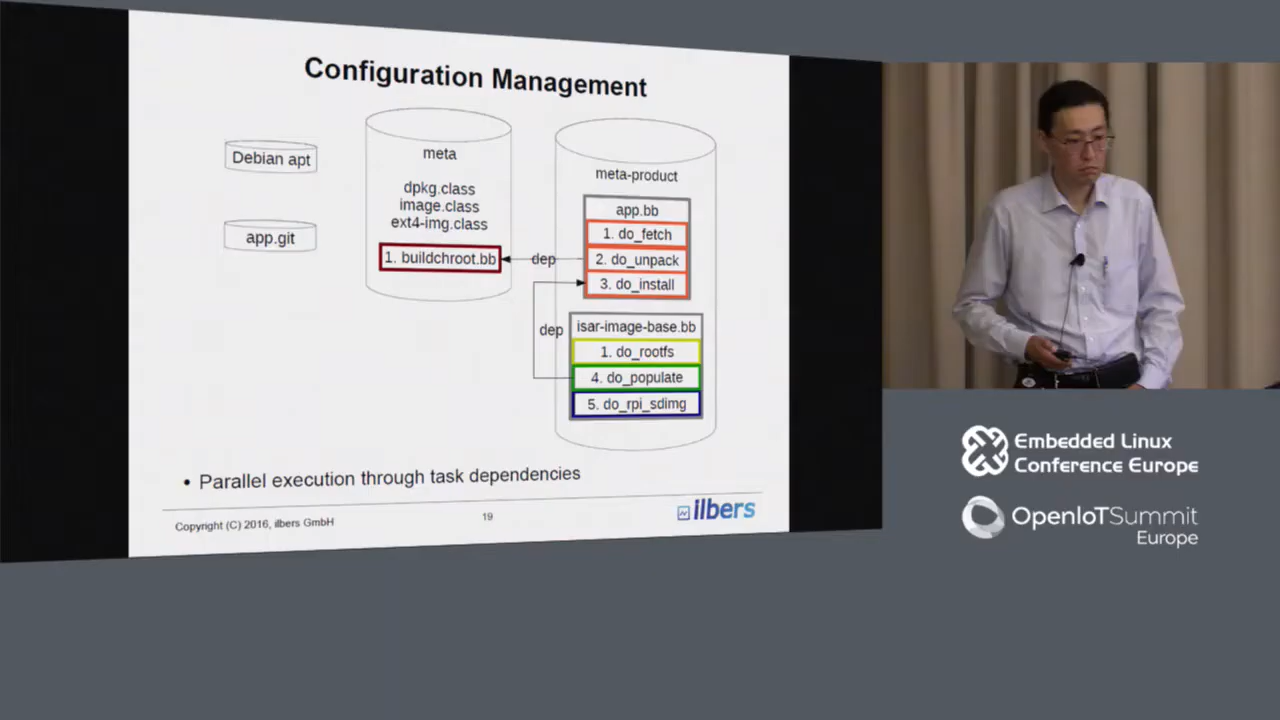 Configuration Management
Debian apt
app.git
meta
dpkg.class
image.class
ext4-img.class
1. buildchroot.bb
dep
dep
meta-product
app.bb
1. do_fetch
2. do_unpack
3. do_install
isar-image-base.bb
1. do_rootfs
4. do_populate
5. do_rpi_sdimg
• Parallel execution through task dependencies
Copyright (C) 2016, ilbers GmbH
19
ilbers
Embedded Linux
Conference Europe
OpenIoTSummit
Europe